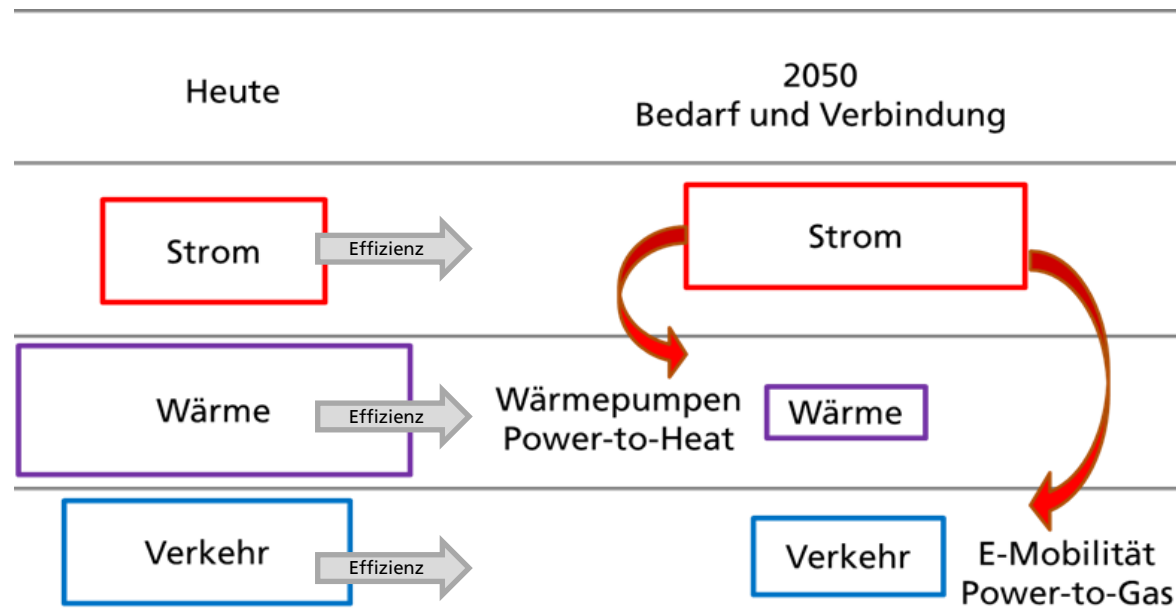 Heute
2050
Bedarf und Verbindung
Strom
Effizienz
Strom
Wärme
Effizienz
Wärmepumpen
Power-to-Heat
Wärme
Verkehr
Effizienz
Verkehr
E-Mobilität
Power-to-Gas